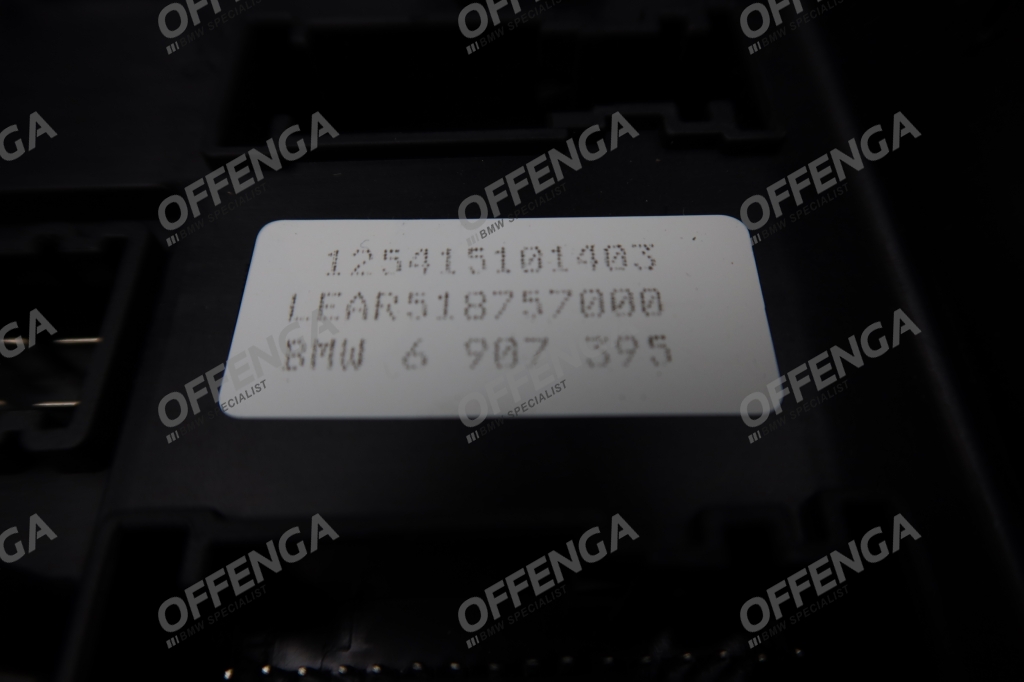 125415101403
LEAR518757000
BMW 6 907 395
OFFENGA
BMW SPECIALIST